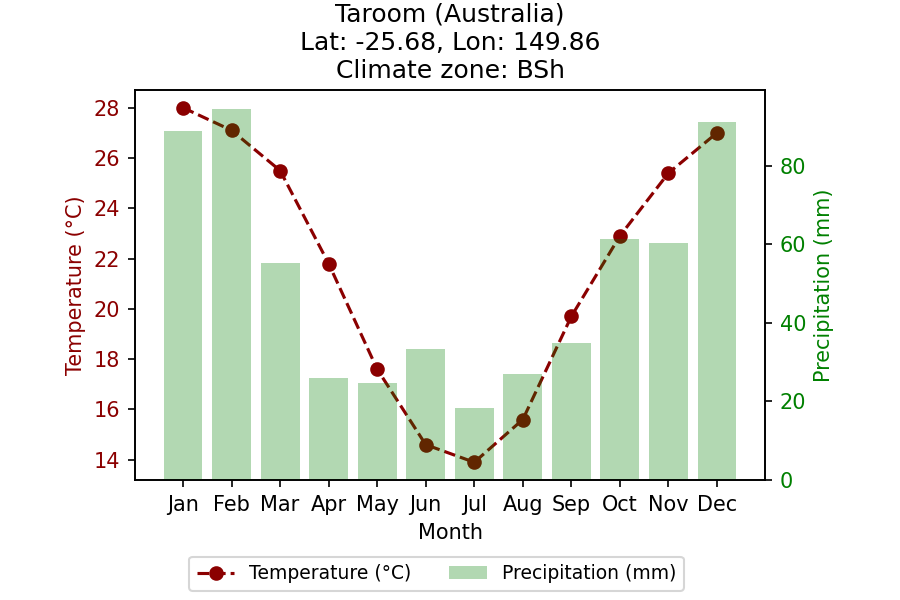 Taroom (Australia)
Lat: -25.68, Lon: 149.86
Climate zone: BSh
Temperature (°C)
28
26
24
22
20
18
16
14
80
60
40
20
0
Precipitation (mm)
Jan Feb Mar Apr May Jun Jul Aug Sep Oct Nov Dec
Month
Temperature (°C) Precipitation (mm)